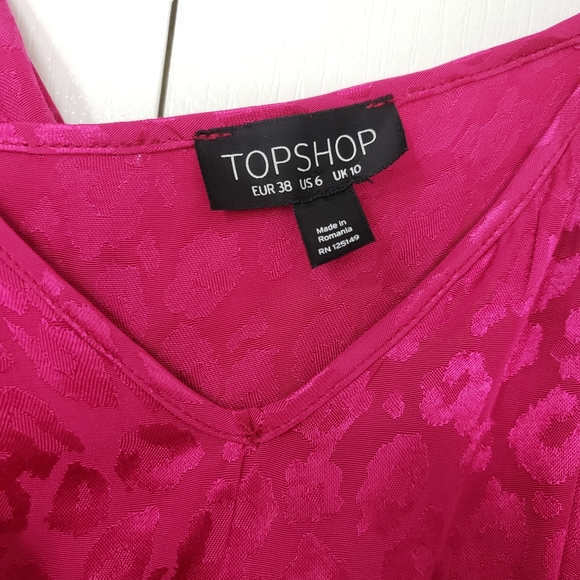 TOPSHOP
EUR 38 US 6 UK 10
Made in
Romania
RN 125149